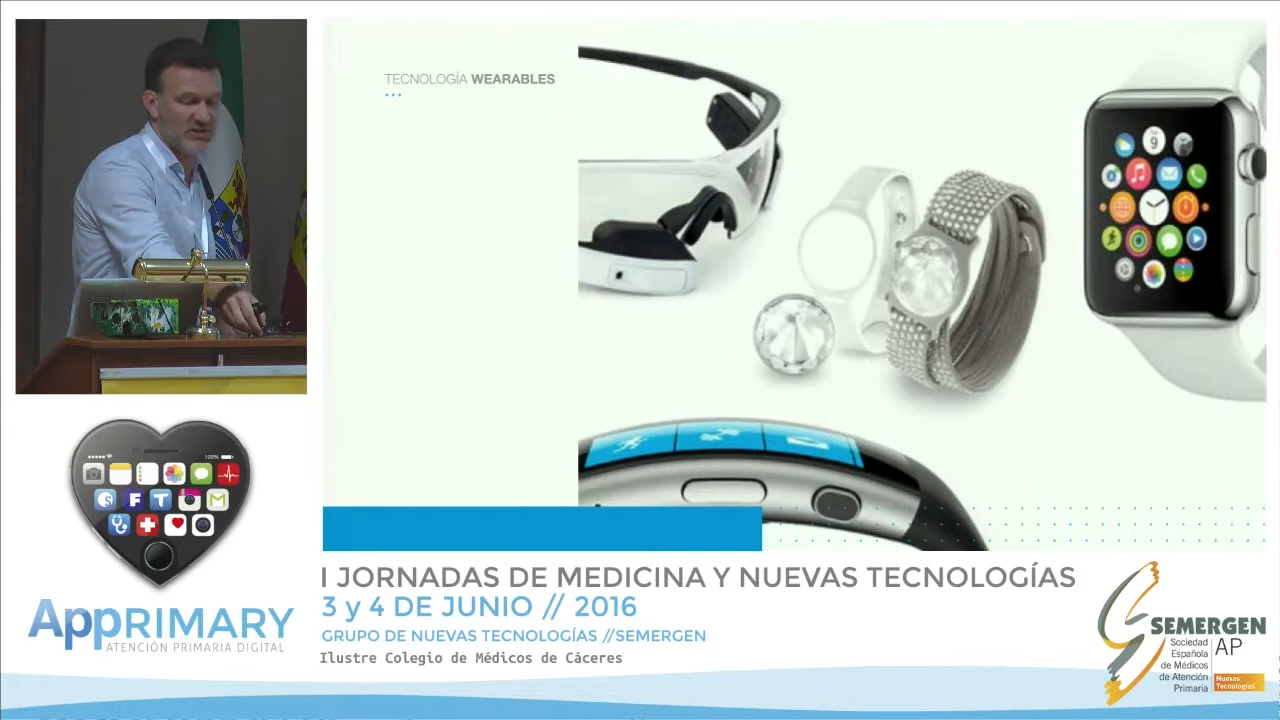 TECNOLOGÍA WEARABLES
9
100%
F
T
M
AppRIMARY
ATENCIÓN PRIMARIA DIGITAL
I JORNADAS DE MEDICINA Y NUEVAS TECNOLOGÍAS
3 y 4 DE JUNIO // 2016
GRUPO DE NUEVAS TECNOLOGÍAS //SEMERGEN
Ilustre Colegio de Médicos de Cáceres
SEMERGEN
Sociedad
Española
de Médicos
de Atención
Primaria
AP
Nuevas
Tecnologías